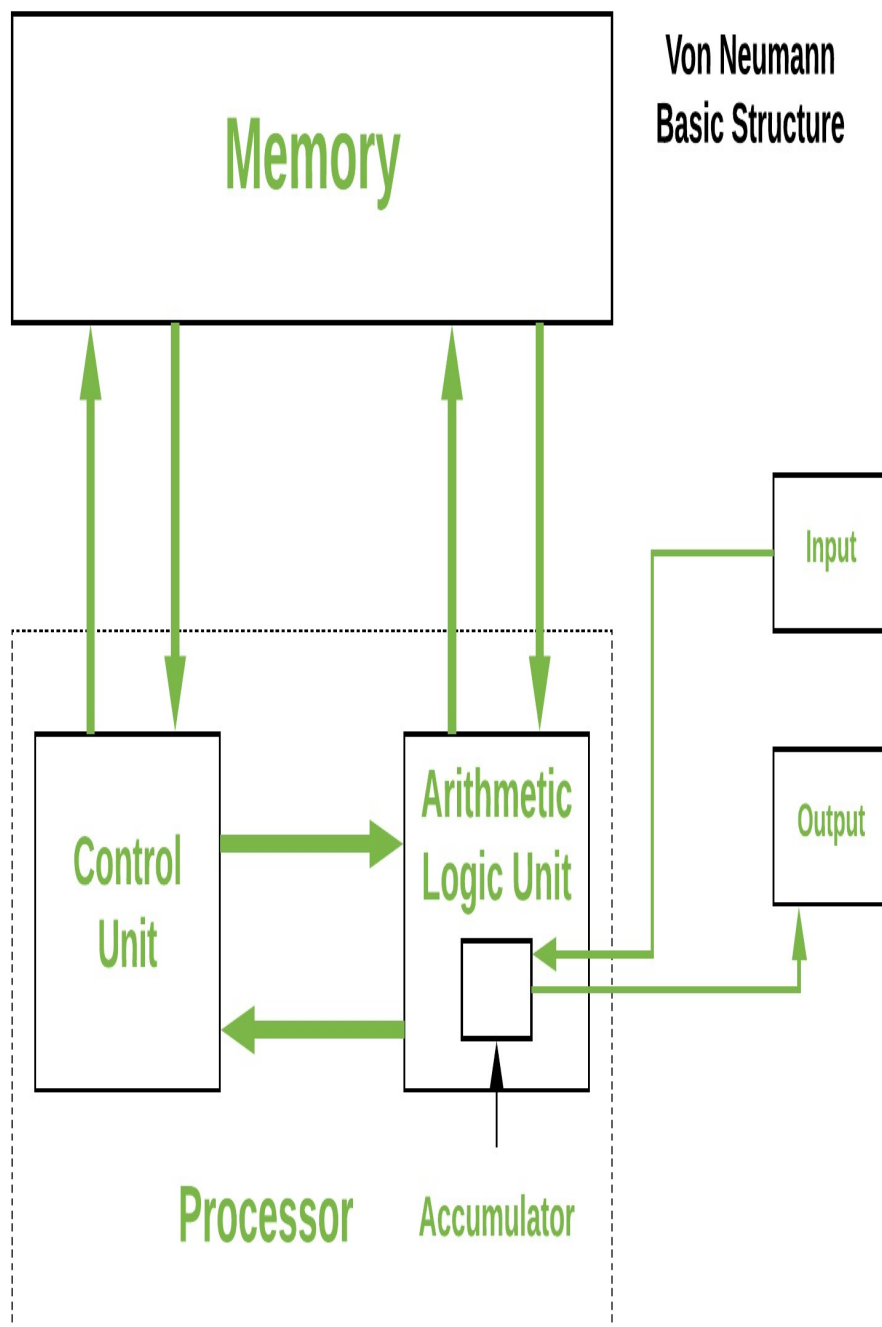 Von Neumann
Basic Structure
Memory
Input
Output
Control
Unit
Arithmetic
Logic Unit
Processor
Accumulator